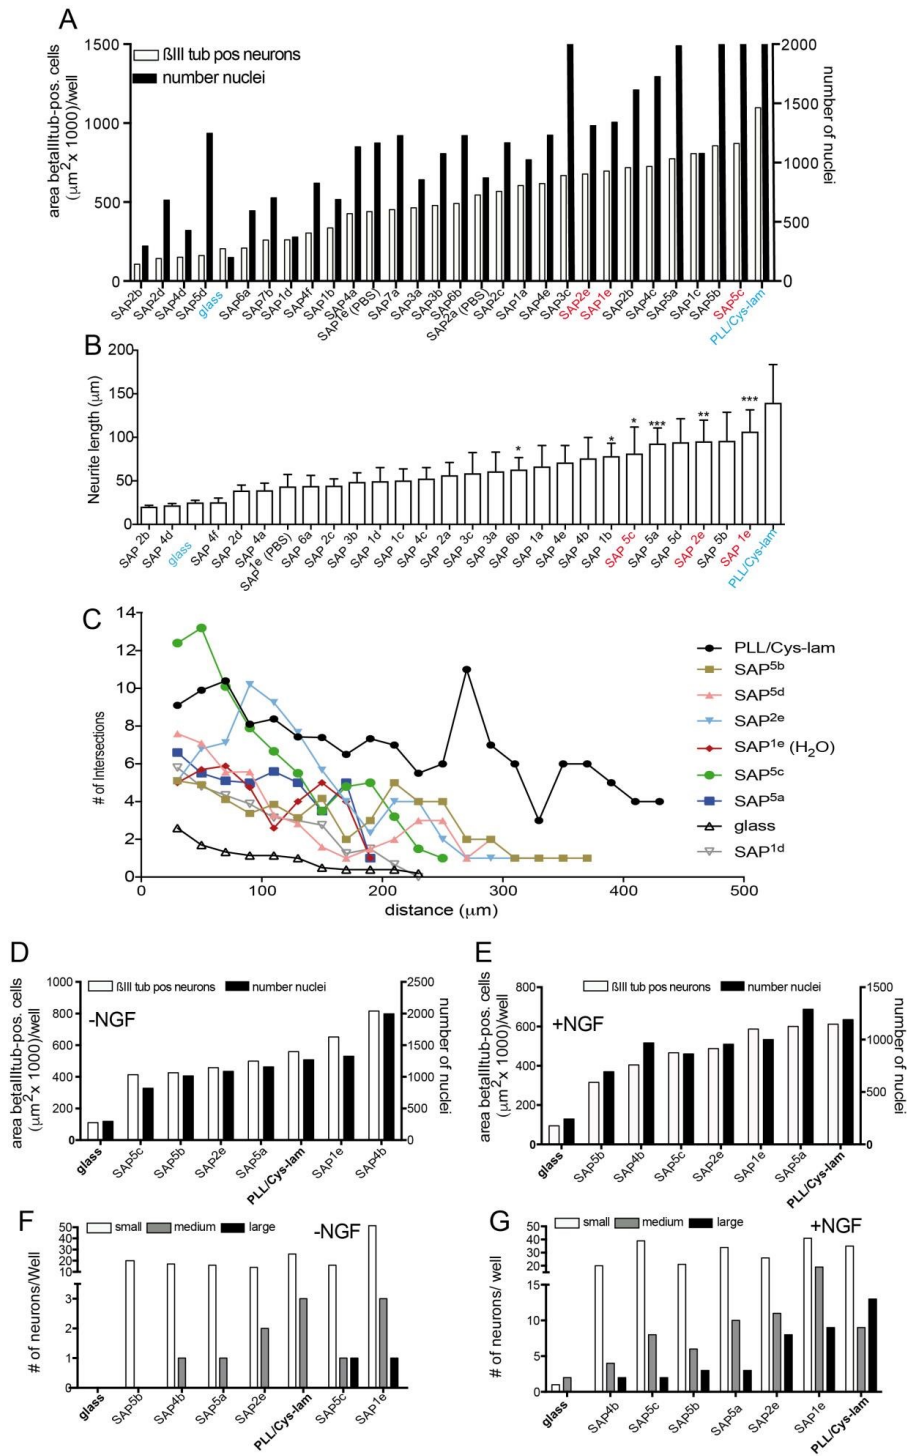 A
area betaIIItub-pos. cells
(µm² x 1000)/well
1500
1000
500
0
ßIII tub pos neurons
number nuclei
2000
1500
1000
500
0
number of nuclei
SAP2b
SAP2d
SAP4d
SAP5d
glass
SAP6a
SAP7b
SAP1d
SAP4f
SAP1b
SAP4a
SAP1e (PBS)
SAP7a
SAP3a
SAP3b
SAP6b
SAP2a (PBS)
SAP2c
SAP1a
SAP4e
SAP3c
SAP2e
SAP1e
SAP2b
SAP4c
SAP5a
SAP1c
SAP5b
SAP5c
PLL/Cys-lam
B
Neurite length (µm)
200
150
100
50
0
* * * *** ** ***
SAP 2b
SAP 4d
glass
SAP 4f
SAP 2d
SAP 4a
SAP 1e (PBS)
SAP 6a
SAP 2c
SAP 3b
SAP 1d
SAP 1c
SAP 4c
SAP 2a
SAP 3c
SAP 3a
SAP 6b
SAP 1a
SAP 4e
SAP 4b
SAP 1b
SAP 5c
SAP 5a
SAP 5d
SAP 2e
SAP 5b
SAP 1e
PLL/Cys-lam
C
# of Intersections
14
12
10
8
6
4
2
0
0 100 200 300 400 500
distance (µm)
PLL/Cys-lam
SAP5b
SAP5d
SAP2e
SAP1e (H2O)
SAP5c
SAP5a
glass
SAP1d
D
area betaIIItub-pos. cells
(µm² x 1000)/well
1000
800
600
400
200
0
ßIII tub pos neurons number nuclei
-NGF
2500
2000
1500
1000
500
0
number of nuclei
glass
SAP5c
SAP5b
SAP2e
SAP5a
PLL/Cys-lam
SAP1e
SAP4b
E
area betaIIItub-pos. cells
(µm² x 1000)/well
800
600
400
200
0
ßIII tub pos neurons number nuclei
+NGF
1500
1000
500
0
number of nuclei
glass
SAP5b
SAP4b
SAP5c
SAP2e
SAP1e
SAP5a
PLL/Cys-lam
F
# of neurons/Well
50
40
30
20
10
3
2
1
0
small medium large
-NGF
glass
SAP5b
SAP4b
SAP5a
SAP2e
PLL/Cys-lam
SAP5c
SAP1e
G
# of neurons/ well
50
40
30
20
10
15
10
5
0
small medium large
+NGF
glass
SAP4b
SAP5c
SAP5b
SAP5a
SAP2e
SAP1e
PLL/Cys-lam